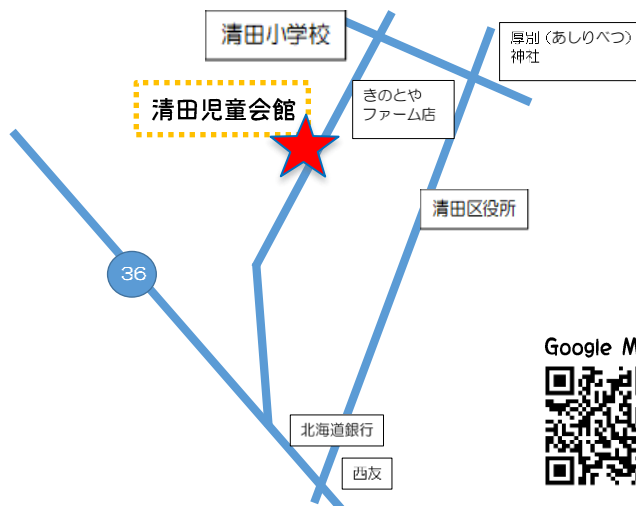 清田小学校
厚別（あしりべつ）
神社
清田児童会館
きのとや
ファーム店
清田区役所
36
Google M
北海道銀行
西友